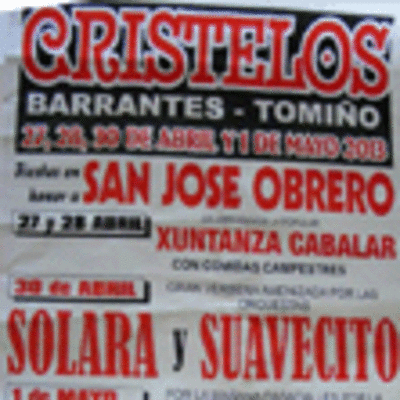 CRISTELOS
BARRANTES - TOMIÑO
27, 28, 30 DE ABRIL Y 1 DE MAYO 2013
Fiestas en
honor a SAN JOSE OBRERO
27 y 28 ABRIL
XUNTANZA CABALAR
CON COMIDAS CAMPESTRES
30 de ABRIL
GRAN VERBENA AMENIZADA POR LAS
ORQUESTAS
SOLARA y SUAVECITO
1 de MAYO